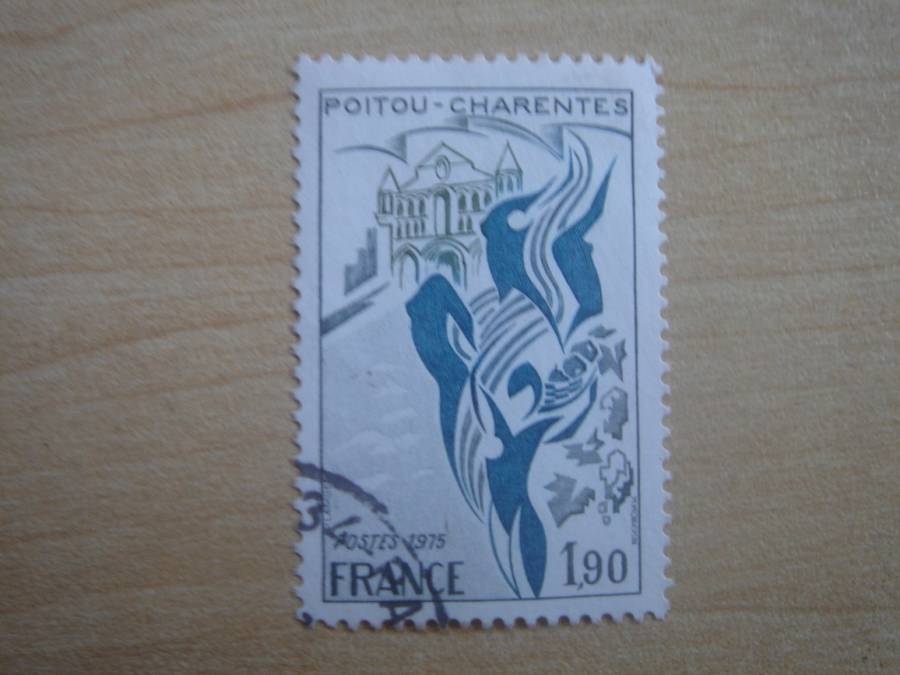 POITOU-CHARENTES
POSTES 1975
FRANCE
1,90